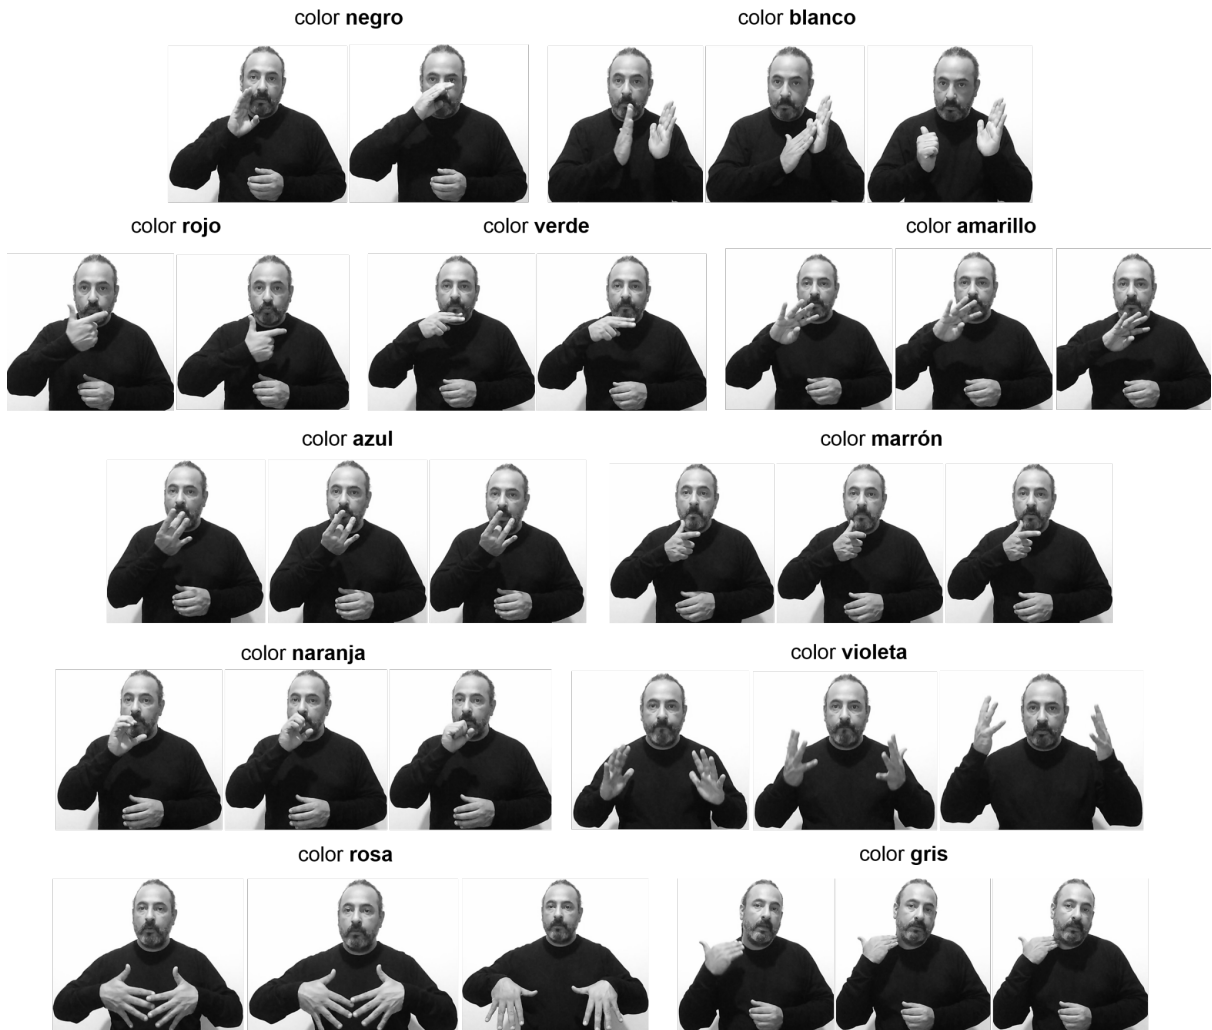 color negro
color blanco
color rojo
color verde
color amarillo
color azul
color marrón
color naranja
color violeta
color rosa
color gris